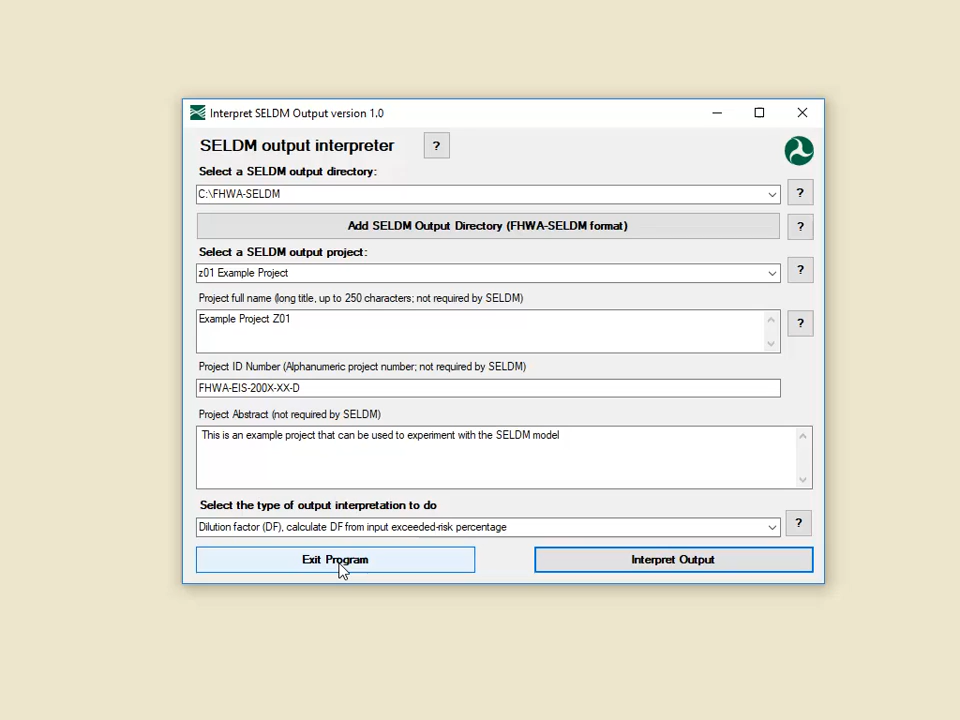 Interpret SELDM Output version 1.0
SELDM output interpreter ?
Select a SELDM output directory:
C:\FHWA-SELDM ?
Add SELDM Output Directory (FHWA-SELDM format) ?
Select a SELDM output project:
z01 Example Project ?
Project full name (long title, up to 250 characters; not required by SELDM)
Example Project Z01 ?
Project ID Number (Alphanumeric project number; not required by SELDM)
FHWA-EIS-200X-XX-D
Project Abstract (not required by SELDM)
This is an example project that can be used to experiment with the SELDM model
Select the type of output interpretation to do
Dilution factor (DF), calculate DF from input exceeded-risk percentage ?
Exit Program Interpret Output